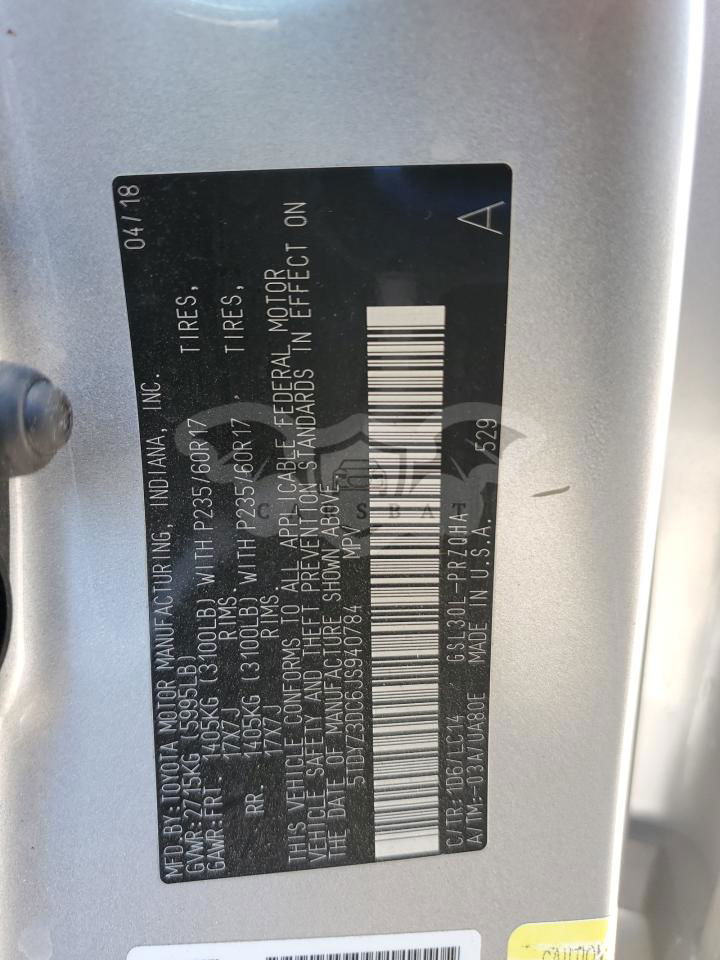 MFD.BY:TOYOTA MOTOR MANUFACTURING, INDIANA, INC. 04/18
GVWR:2715KG (5995LB)
GAWR:FRT. 1405KG (3100LB) WITH P235/60R17 TIRES,
17X7J RIMS.
RR. 1405KG (3100LB) WITH P235/60R17 , TIRES,
17X7J RIMS.
THIS VEHICLE CONFORMS TO ALL APPLICABLE FEDERAL MOTOR
VEHICLE SAFETY AND THEFT PREVENTION STANDARDS IN EFFECT ON
THE DATE OF MANUFACTURE SHOWN ABOVE.
5TDYZ3DC6JS940784 MPV
C/TR:1D6/LC14 GSL30L-PRZQHA A
A/TM:-03A/UA80E MADE IN U.S.A. 529
CARSBAT
CAUTION